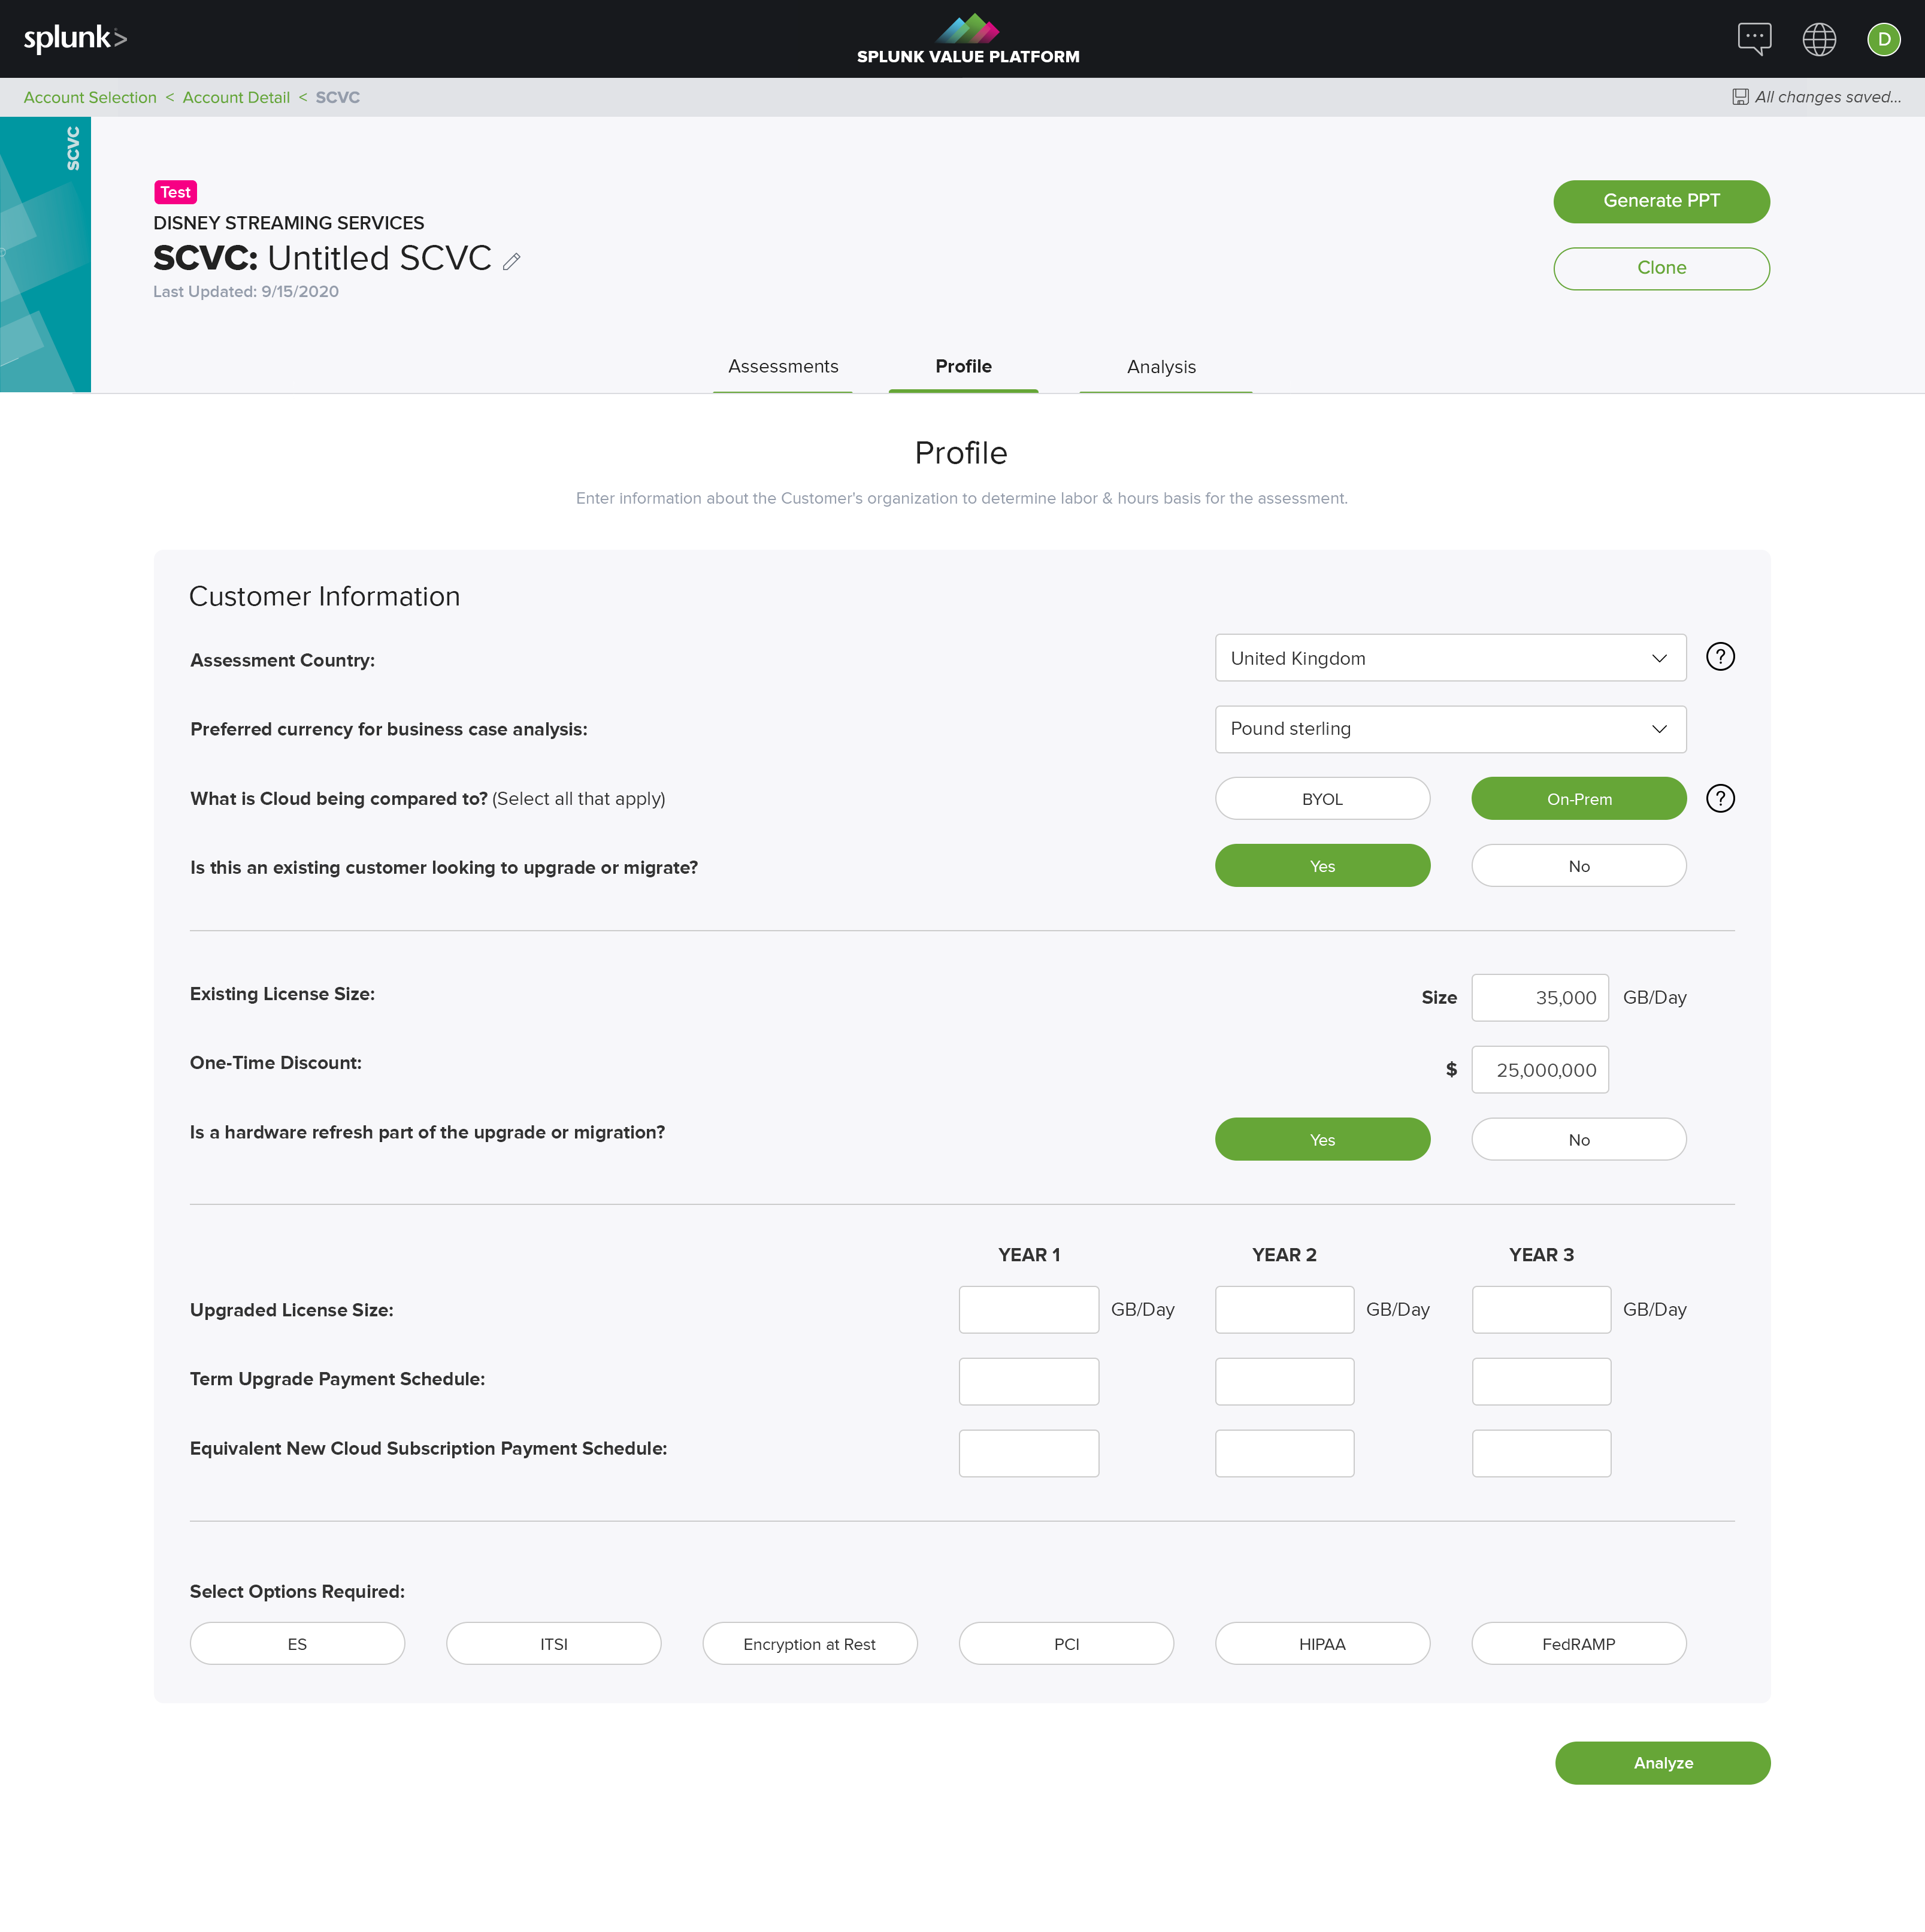 splunk>
SPLUNK VALUE PLATFORM
D
Account Selection < Account Detail < SCVC
All changes saved...
SCVC
Test
DISNEY STREAMING SERVICES
SCVC: Untitled SCVC
Last Updated: 9/15/2020
Generate PPT
Clone
Assessments Profile Analysis
Profile
Enter information about the Customer's organization to determine labor & hours basis for the assessment.
Customer Information
Assessment Country: United Kingdom ?
Preferred currency for business case analysis: Pound sterling
What is Cloud being compared to? (Select all that apply) BYOL On-Prem ?
Is this an existing customer looking to upgrade or migrate? Yes No
Existing License Size: Size 35,000 GB/Day
One-Time Discount: $ 25,000,000
Is a hardware refresh part of the upgrade or migration? Yes No
YEAR 1 YEAR 2 YEAR 3
Upgraded License Size: GB/Day GB/Day GB/Day
Term Upgrade Payment Schedule:
Equivalent New Cloud Subscription Payment Schedule:
Select Options Required:
ES ITSI Encryption at Rest PCI HIPAA FedRAMP
Analyze